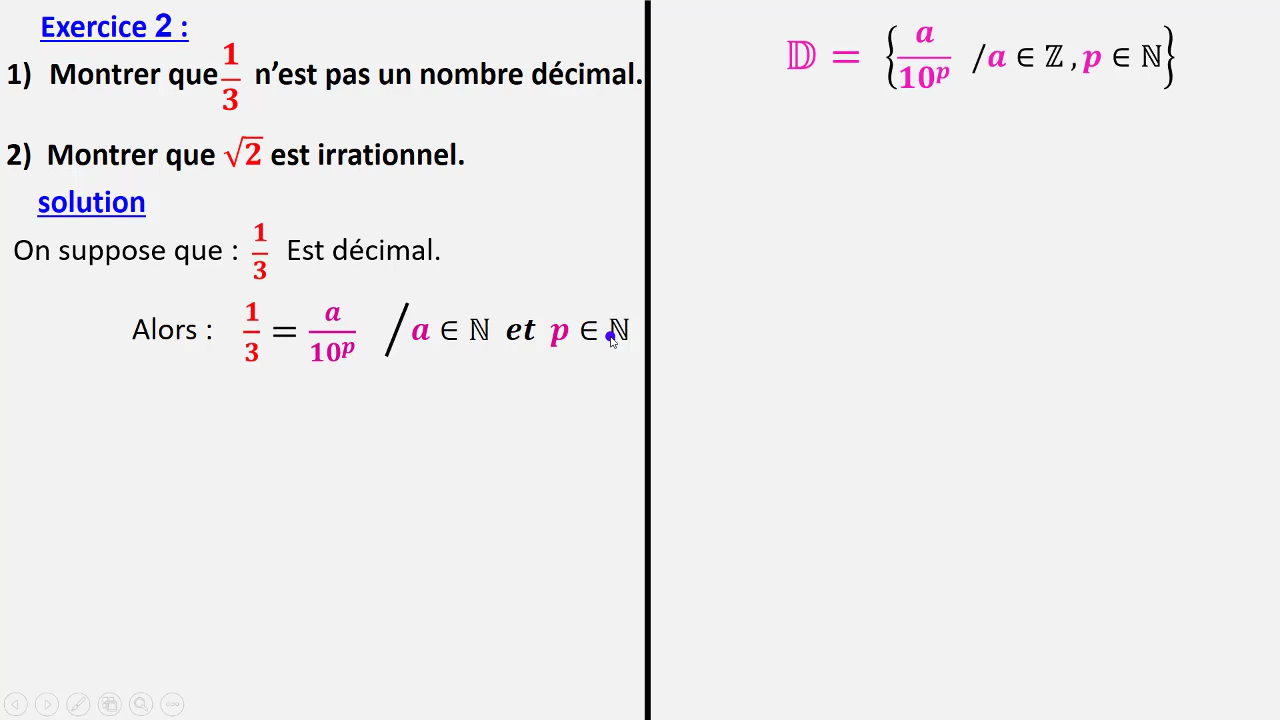 Exercice 2 :
1) Montrer que 1/3 n'est pas un nombre décimal.
2) Montrer que √2 est irrationnel.
solution
On suppose que : 1/3 Est décimal.
Alors : 1/3 = a/10^p / a ∈ ℕ et p ∈ ℕ
𝔻 = {a/10^p / a ∈ ℤ , p ∈ ℕ}